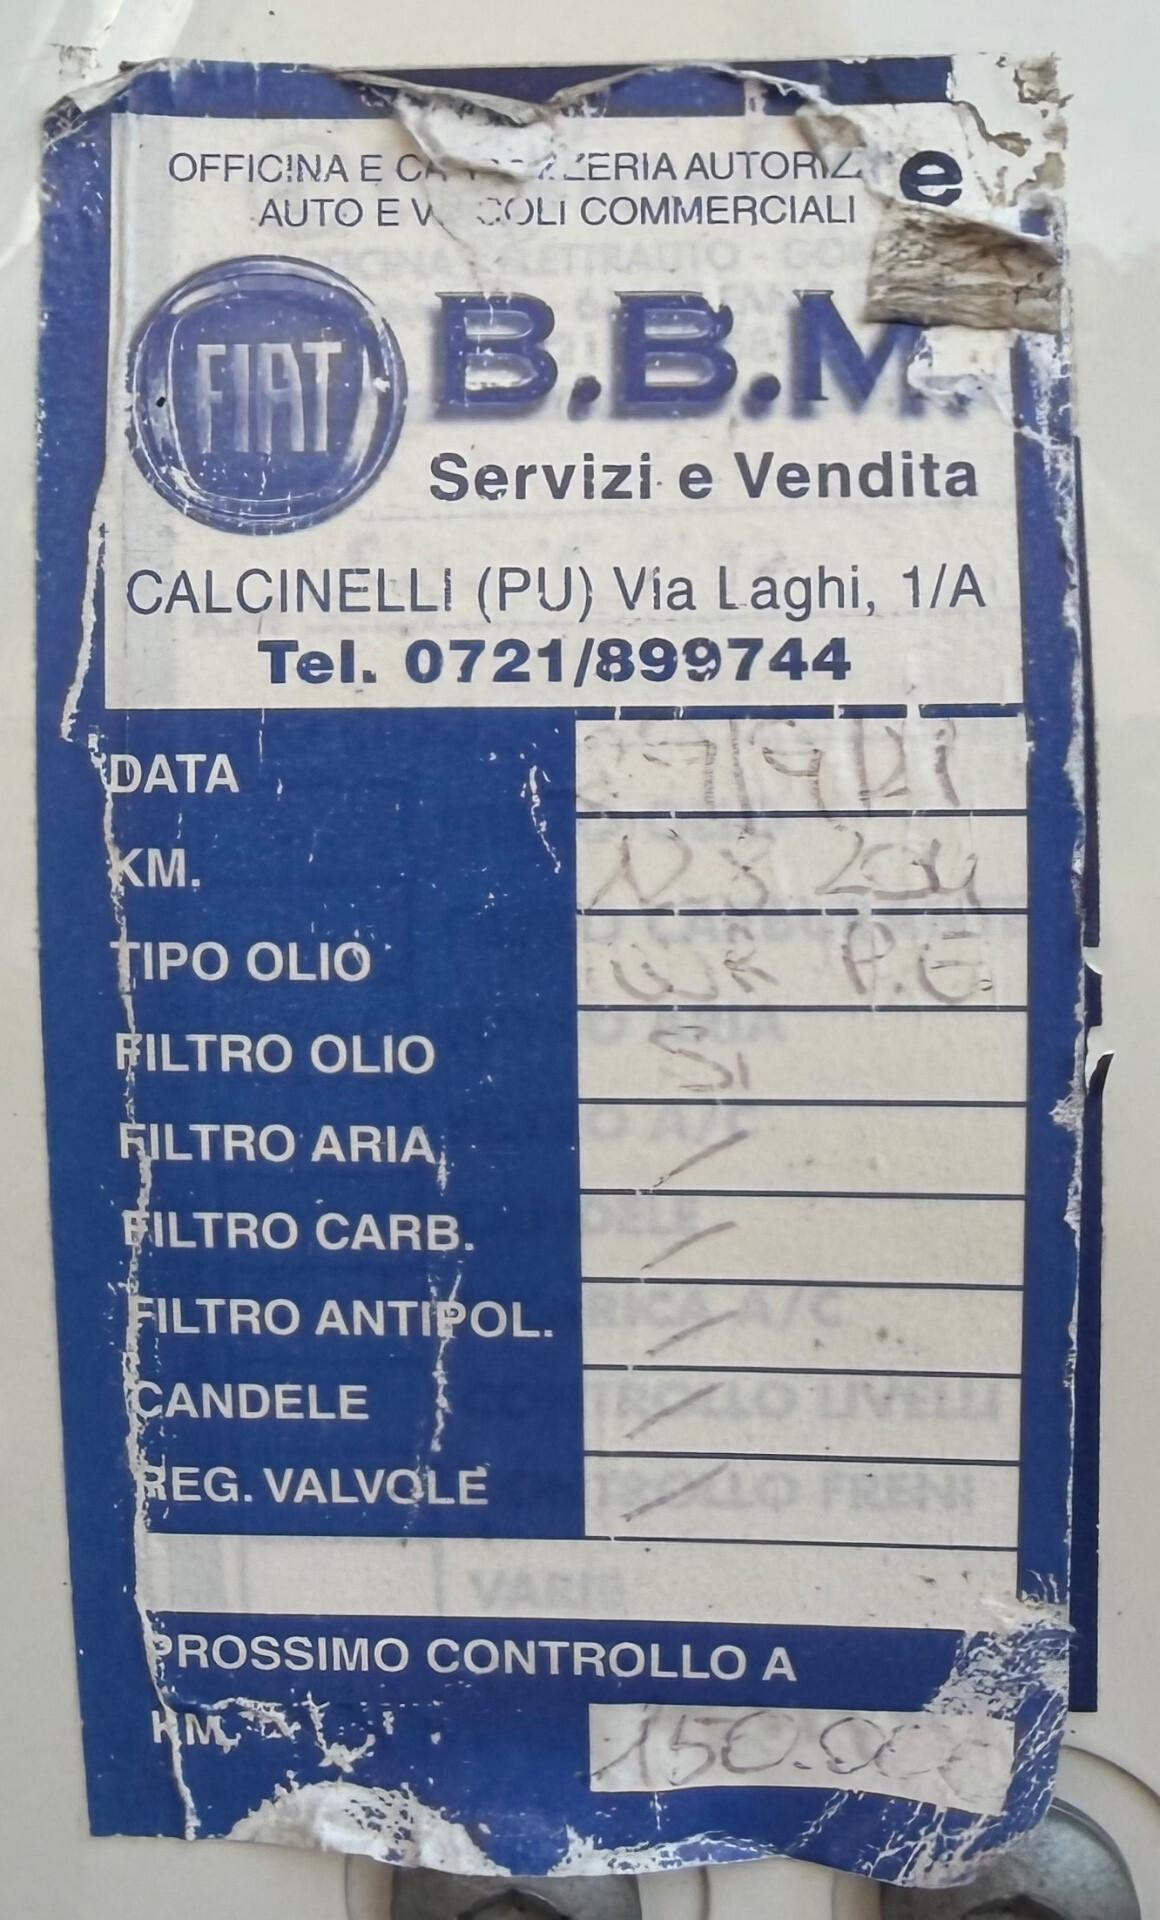 OFFICINA E CA ZZERIA AUTORIZ e
AUTO E V COLI COMMERCIALI
FIAT
B.B.M.
Servizi e Vendita
CALCINELLI (PU) Via Laghi, 1/A
Tel. 0721/899744
DATA
KM.
TIPO OLIO P.E
FILTRO OLIO Si
FILTRO ARIA /
FILTRO CARB. /
FILTRO ANTIPOL. /
CANDELE /
REG. VALVOLE /
PROSSIMO CONTROLLO A
KM. 150.000